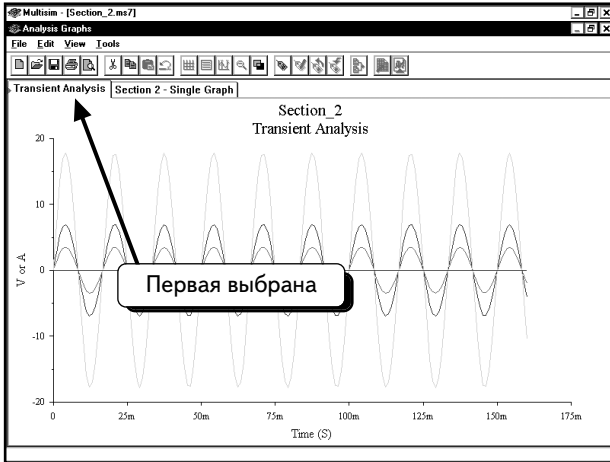 Multisim - [Section_2.ms7]
Analysis Graphs
File Edit View Tools
Transient Analysis Section 2 - Single Graph
Section_2
Transient Analysis
20
10
0
-10
-20
V or A
Первая выбрана
0 25m 50m 75m 100m 125m 150m 175m
Time (S)